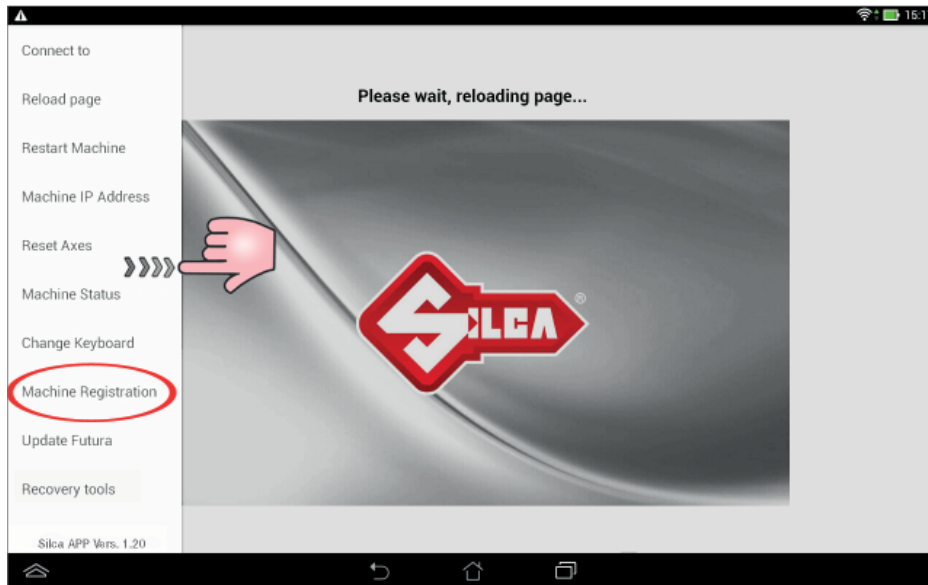 15:1
Connect to
Reload page
Restart Machine
Machine IP Address
Reset Axes
Machine Status
Change Keyboard
Machine Registration
Update Futura
Recovery tools
Silca APP Vers. 1.20
Please wait, reloading page...
SILCA ®